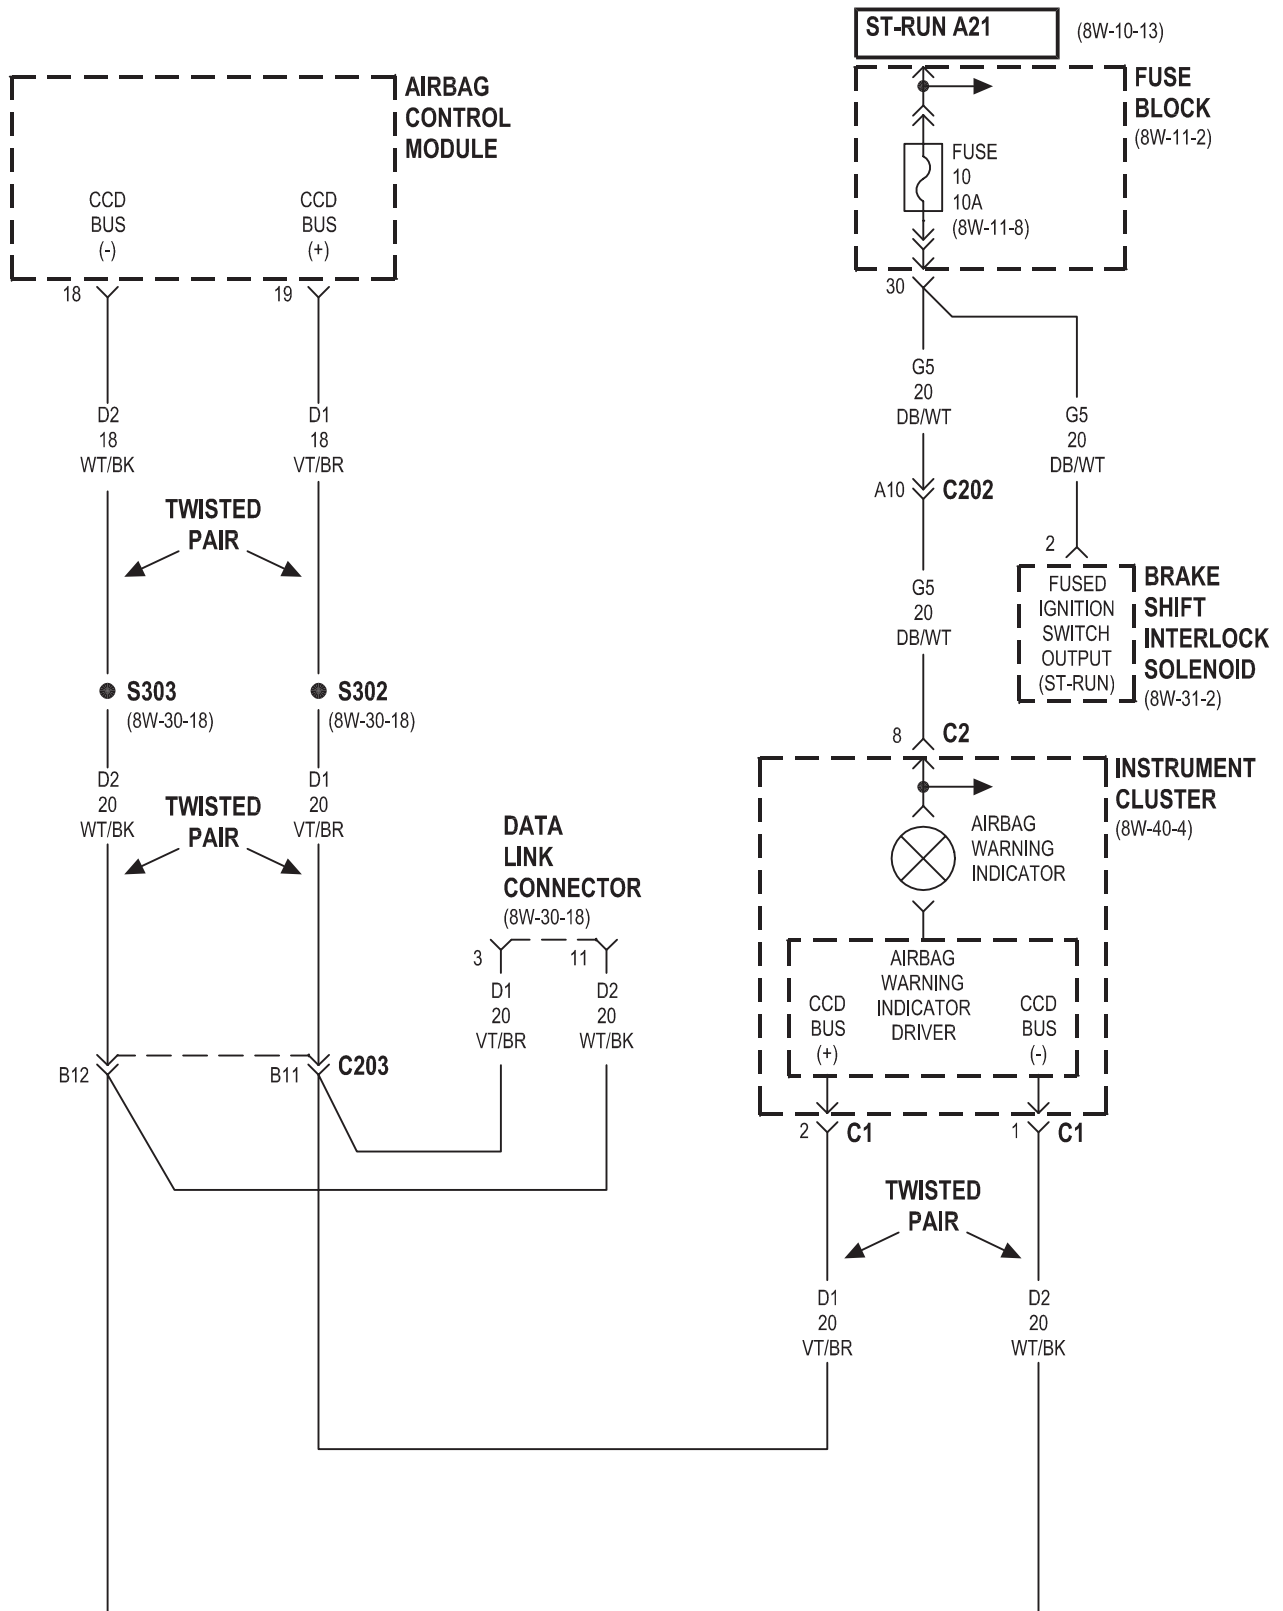 ST-RUN A21
(8W-10-13)
AIRBAG
CONTROL
MODULE
CCD
BUS
(-)
CCD
BUS
(+)
18
19
FUSE
BLOCK
(8W-11-2)
FUSE
10
10A
(8W-11-8)
30
D2
18
WT/BK
D1
18
VT/BR
G5
20
DB/WT
G5
20
DB/WT
TWISTED
PAIR
A10
C202
G5
20
DB/WT
2
FUSED
IGNITION
SWITCH
OUTPUT
(ST-RUN)
BRAKE
SHIFT
INTERLOCK
SOLENOID
(8W-31-2)
S303
(8W-30-18)
S302
(8W-30-18)
8
C2
D2
20
WT/BK
TWISTED
PAIR
D1
20
VT/BR
INSTRUMENT
CLUSTER
(8W-40-4)
AIRBAG
WARNING
INDICATOR
DATA
LINK
CONNECTOR
(8W-30-18)
3
11
D1
20
VT/BR
D2
20
WT/BK
AIRBAG
WARNING
INDICATOR
DRIVER
CCD
BUS
(+)
CCD
BUS
(-)
B12
B11
C203
2
C1
1
C1
TWISTED
PAIR
D1
20
VT/BR
D2
20
WT/BK